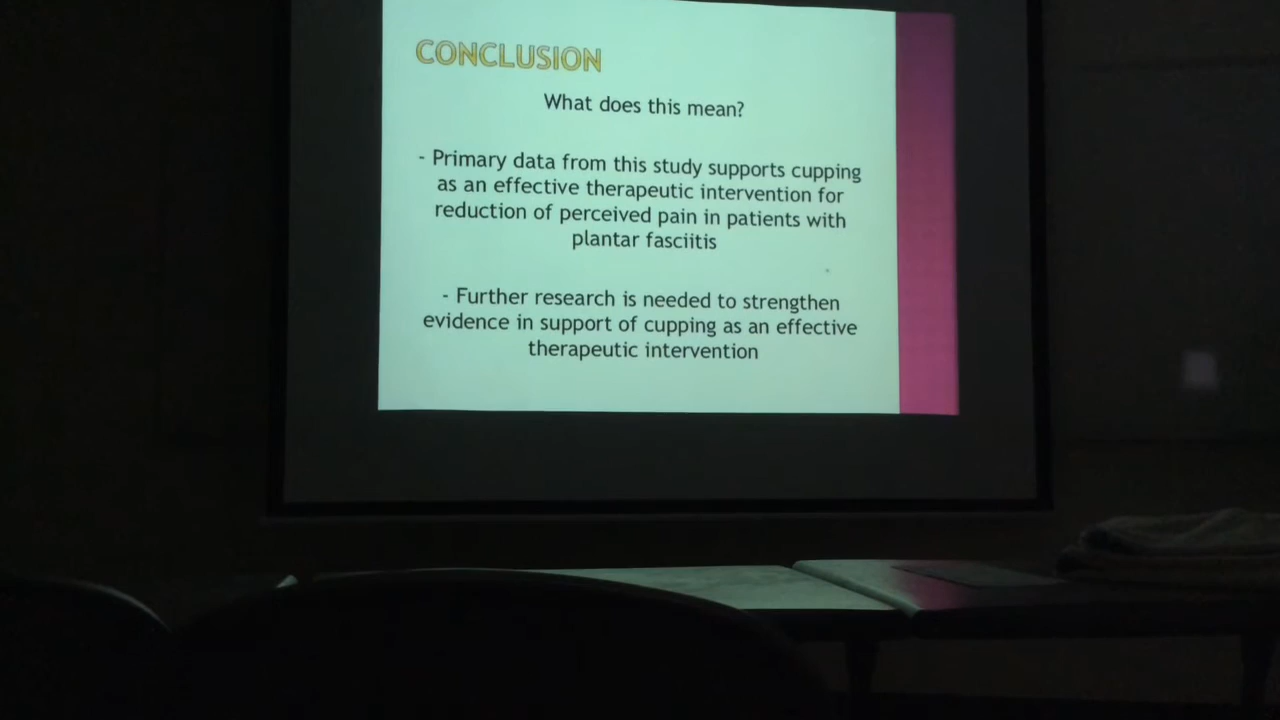 CONCLUSION
What does this mean?
- Primary data from this study supports cupping
as an effective therapeutic intervention for
reduction of perceived pain in patients with
plantar fasciitis
- Further research is needed to strengthen
evidence in support of cupping as an effective
therapeutic intervention